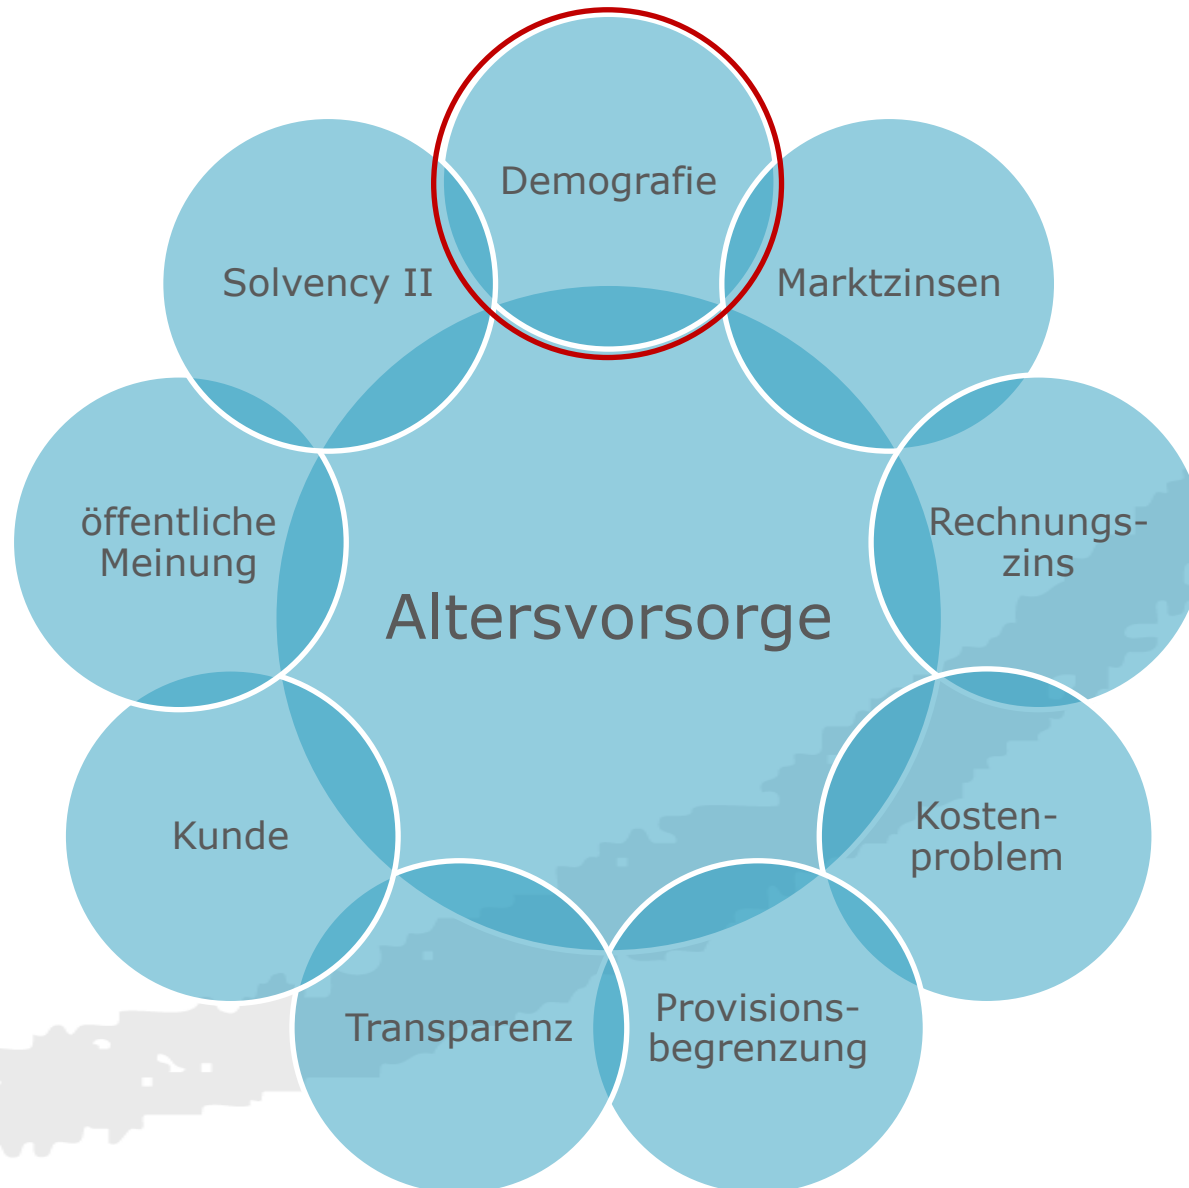 Demografie
Solvency II
Marktzinsen
öffentliche
Meinung
Rechnungs-
zins
Altersvorsorge
Kunde
Kosten-
problem
Transparenz
Provisions-
begrenzung